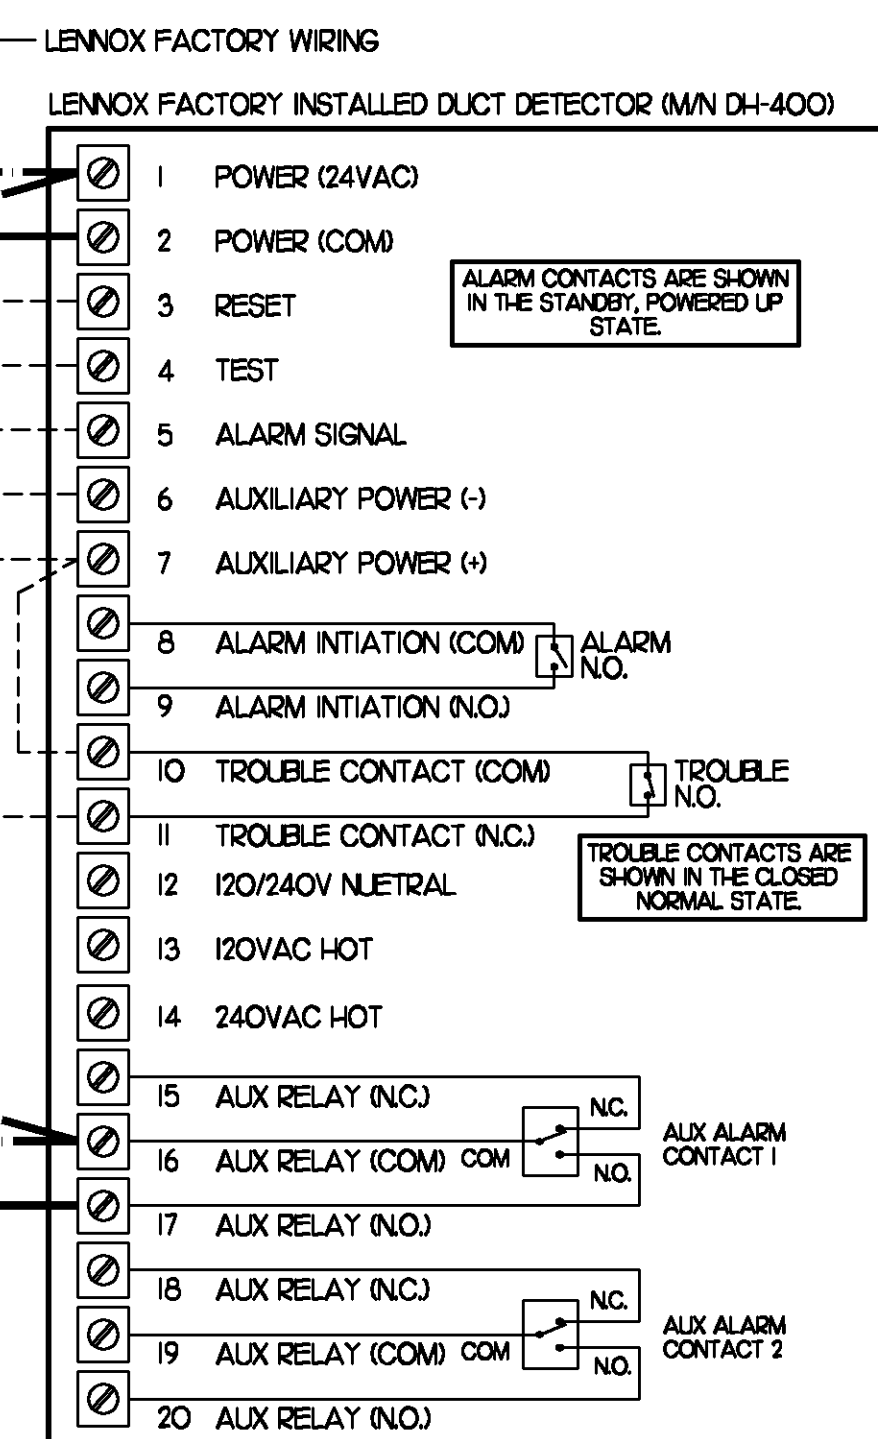 LENNOX FACTORY WIRING
LENNOX FACTORY INSTALLED DUCT DETECTOR (M/N DH-400)
1 POWER (24VAC)
2 POWER (COM)
ALARM CONTACTS ARE SHOWN
IN THE STANDBY, POWERED UP
STATE.
3 RESET
4 TEST
5 ALARM SIGNAL
6 AUXILIARY POWER (-)
7 AUXILIARY POWER (+)
8 ALARM INTIATION (COM)
ALARM
N.O.
9 ALARM INTIATION (N.O.)
10 TROUBLE CONTACT (COM)
TROUBLE
N.O.
11 TROUBLE CONTACT (N.C.)
TROUBLE CONTACTS ARE
SHOWN IN THE CLOSED
NORMAL STATE.
12 120/240V NUETRAL
13 120VAC HOT
14 240VAC HOT
15 AUX RELAY (N.C.)
N.C.
16 AUX RELAY (COM) COM
N.O.
AUX ALARM
CONTACT 1
17 AUX RELAY (N.O.)
18 AUX RELAY (N.C.)
N.C.
19 AUX RELAY (COM) COM
N.O.
AUX ALARM
CONTACT 2
20 AUX RELAY (N.O.)